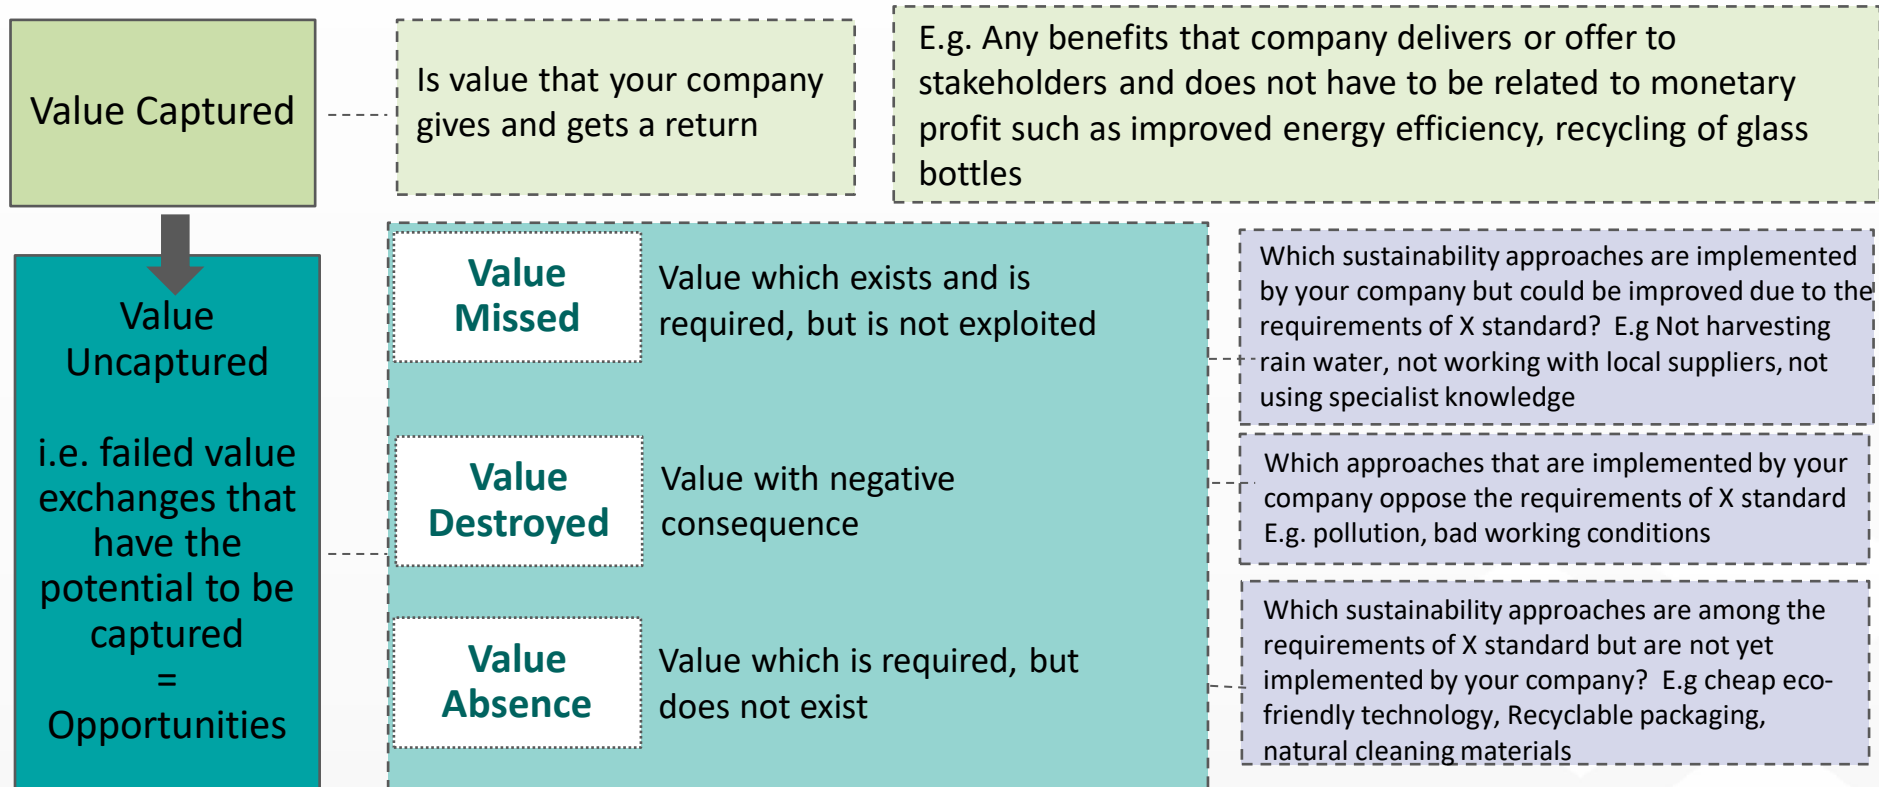 Value Captured
Is value that your company
gives and gets a return
E.g. Any benefits that company delivers or offer to
stakeholders and does not have to be related to monetary
profit such as improved energy efficiency, recycling of glass
bottles
Value
Uncaptured
i.e. failed value
exchanges that
have the
potential to be
captured
=
Opportunities
Value
Missed
Value which exists and is
required, but is not exploited
Which sustainability approaches are implemented
by your company but could be improved due to the
requirements of X standard? E.g Not harvesting
rain water, not working with local suppliers, not
using specialist knowledge
Value
Destroyed
Value with negative
consequence
Which approaches that are implemented by your
company oppose the requirements of X standard
E.g. pollution, bad working conditions
Value
Absence
Value which is required, but
does not exist
Which sustainability approaches are among the
requirements of X standard but are not yet
implemented by your company? E.g cheap eco-
friendly technology, Recyclable packaging,
natural cleaning materials